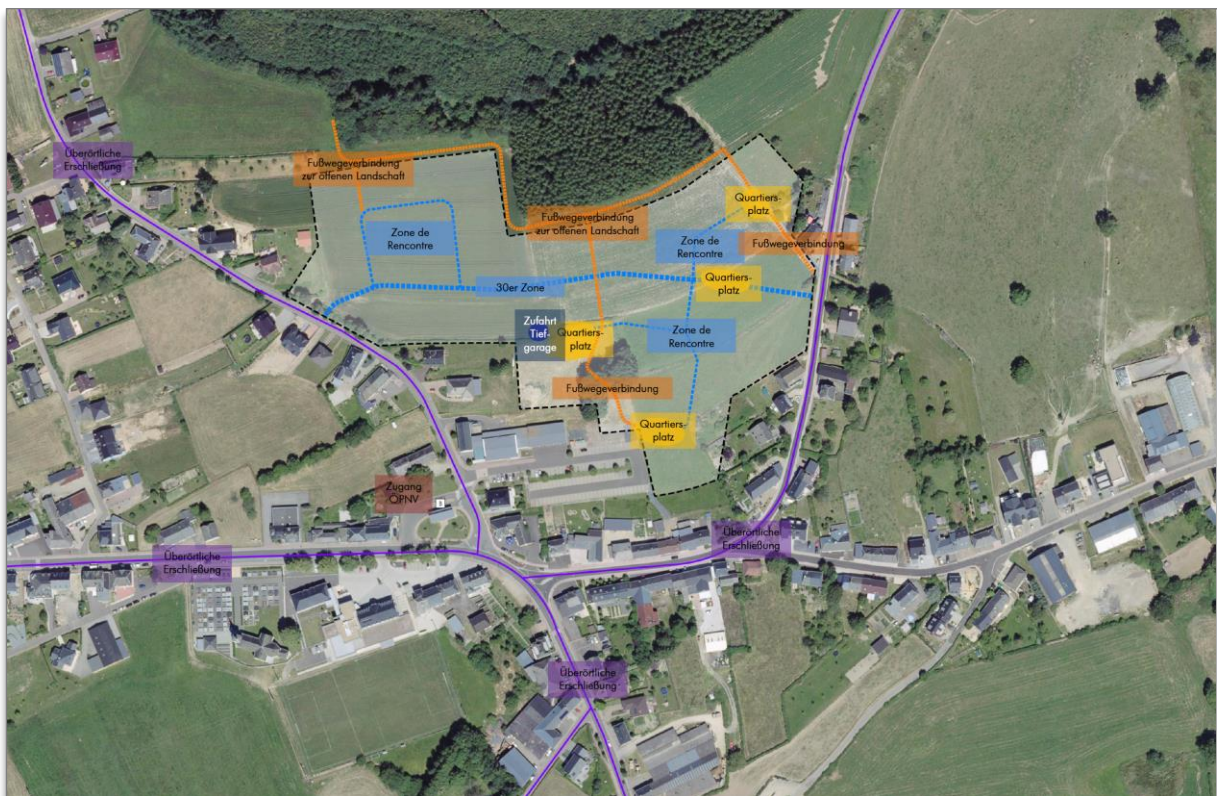 Überörtliche
Erschließung
Fußwegeverbindung
zur offenen Landschaft
Quartiers-
platz
Fußwegeverbindung
zur offenen Landschaft
Zone de
Rencontre
Zone de
Rencontre
Fußwegeverbindung
30er Zone
Quartiers-
platz
Zufahrt
Tief-
garage
Quartiers-
platz
Zone de
Rencontre
Fußwegeverbindung
Quartiers-
platz
Zugang
ÖPNV
Überörtliche
Erschließung
Überörtliche
Erschließung
Überörtliche
Erschließung